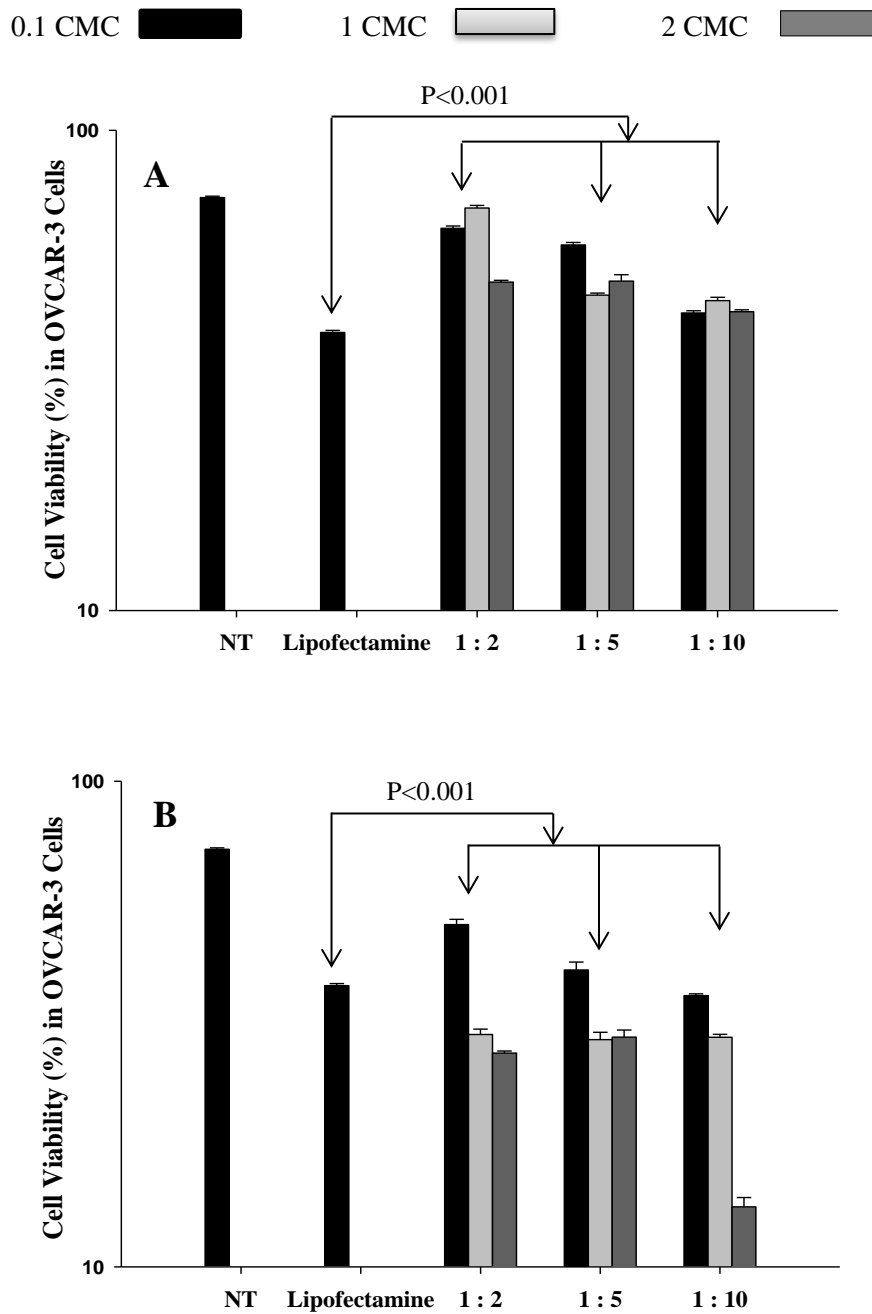 0.1 CMC 1 CMC 2 CMC
P<0.001
100
A
Cell Viability (%) in OVCAR-3 Cells
10
NT Lipofectamine 1 : 2 1 : 5 1 : 10
100
P<0.001
B
Cell Viability (%) in OVCAR-3 Cells
10
NT Lipofectamine 1 : 2 1 : 5 1 : 10